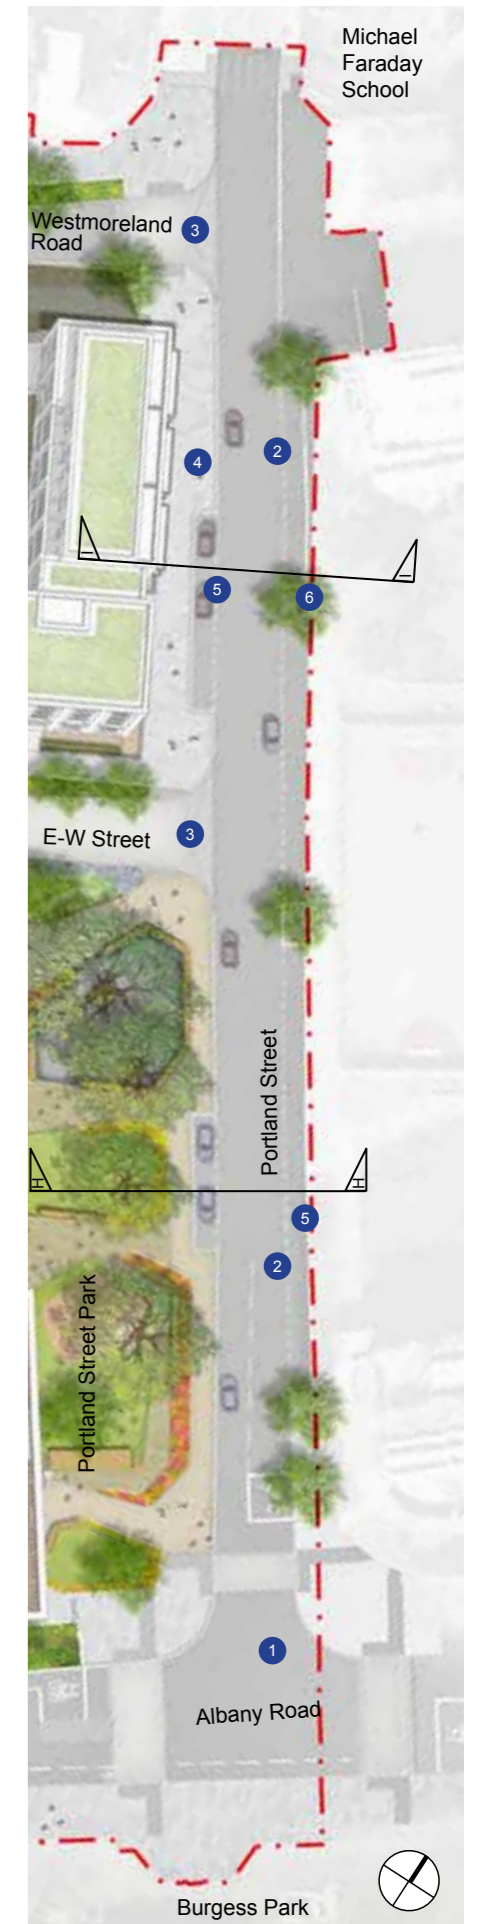 Michael
Faraday
School
Westmoreland
Road
3
2
4
5
6
I
I
E-W Street
3
Portland Street
H
H
5
2
Portland Street Park
1
Albany Road
Burgess Park